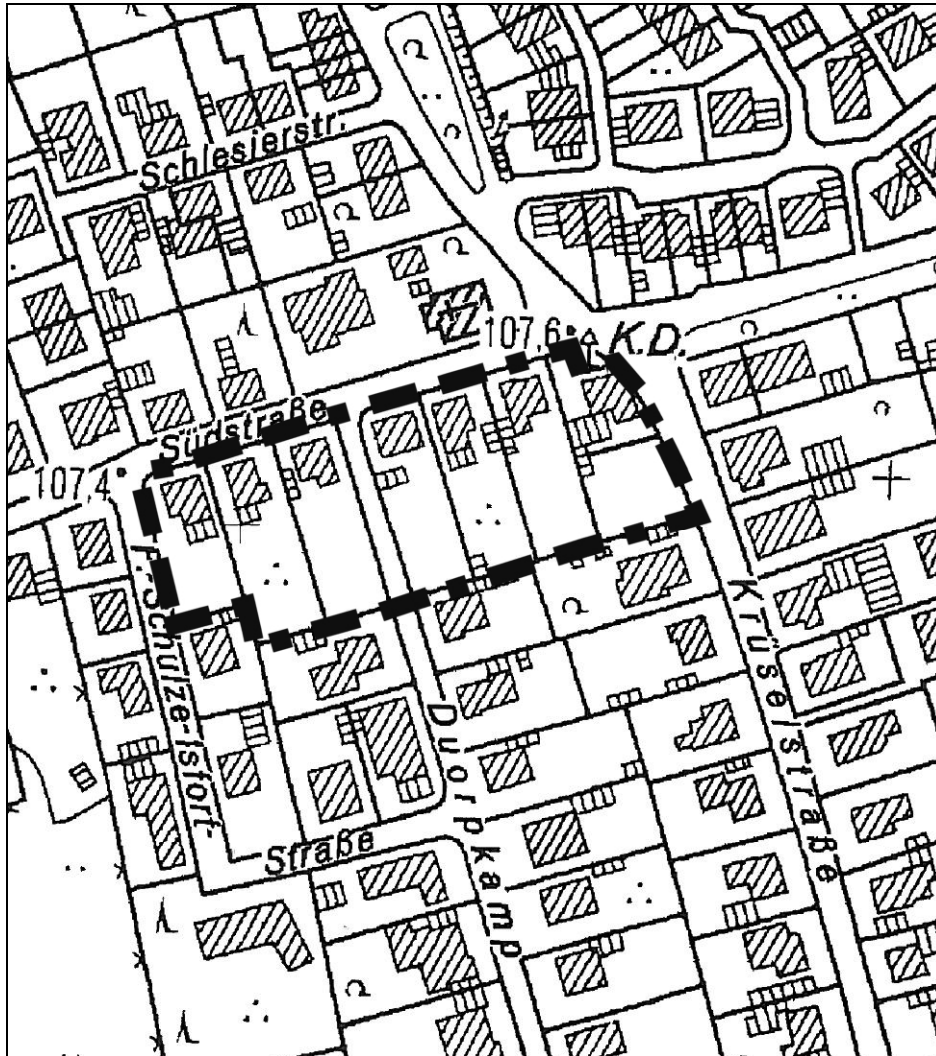 Schlesierstr.
107,6
K.D.
Südstraße
107,4
P.-Schulze-Isfort-
Straße
Duorpkamp
Krüselstraße